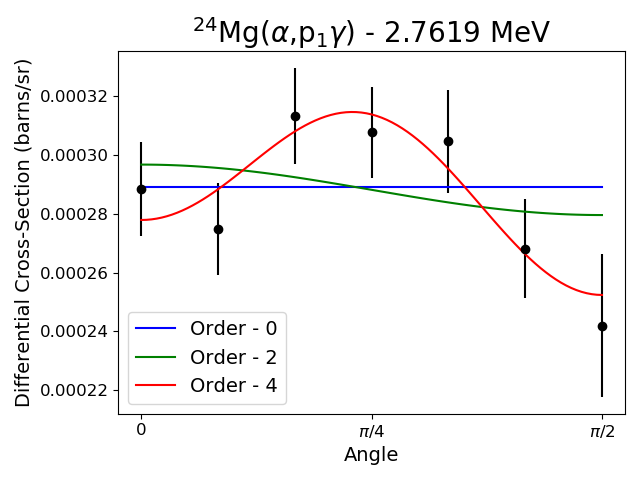 ²⁴Mg(α,p₁γ) - 2.7619 MeV
Differential Cross-Section (barns/sr)
0.00032
0.00030
0.00028
0.00026
0.00024
0.00022
Order - 0
Order - 2
Order - 4
0 π/4 π/2
Angle